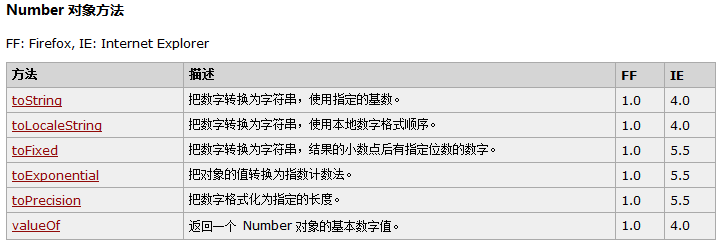 Number 对象方法
FF: Firefox, IE: Internet Explorer
方法 描述 FF IE
toString 把数字转换为字符串，使用指定的基数。 1.0 4.0
toLocaleString 把数字转换为字符串，使用本地数字格式顺序。 1.0 4.0
toFixed 把数字转换为字符串，结果的小数点后有指定位数的数字。 1.0 5.5
toExponential 把对象的值转换为指数计数法。 1.0 5.5
toPrecision 把数字格式化为指定的长度。 1.0 5.5
valueOf 返回一个 Number 对象的基本数字值。 1.0 4.0